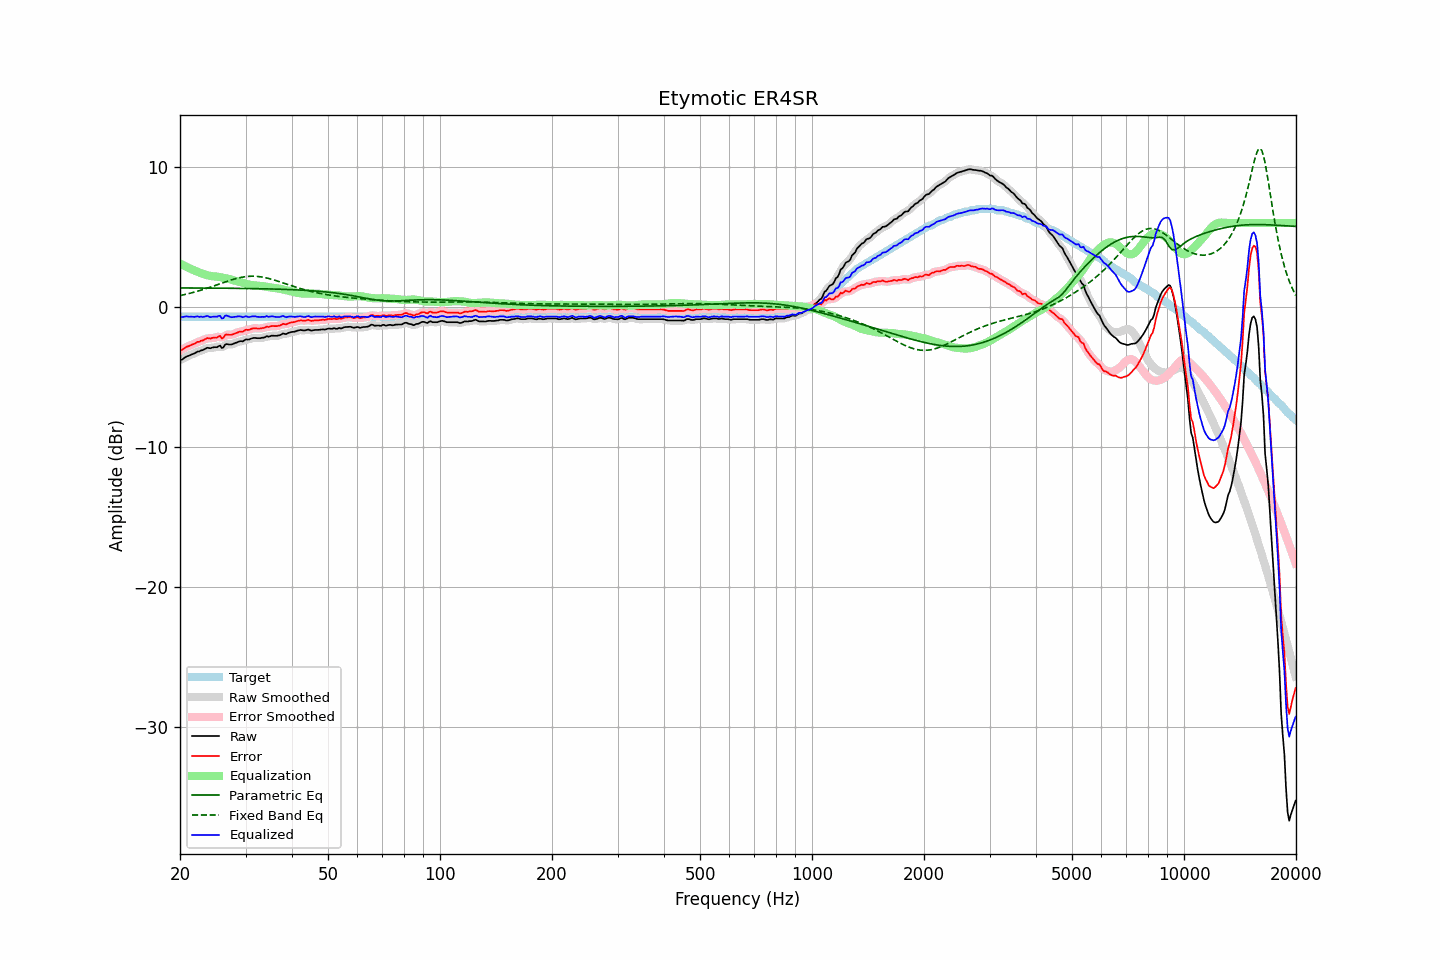 Etymotic ER4SR
Amplitude (dBr)
10
0
−10
−20
−30
Target
Raw Smoothed
Error Smoothed
Raw
Error
Equalization
Parametric Eq
Fixed Band Eq
Equalized
20 50 100 200 500 1000 2000 5000 10000 20000
Frequency (Hz)